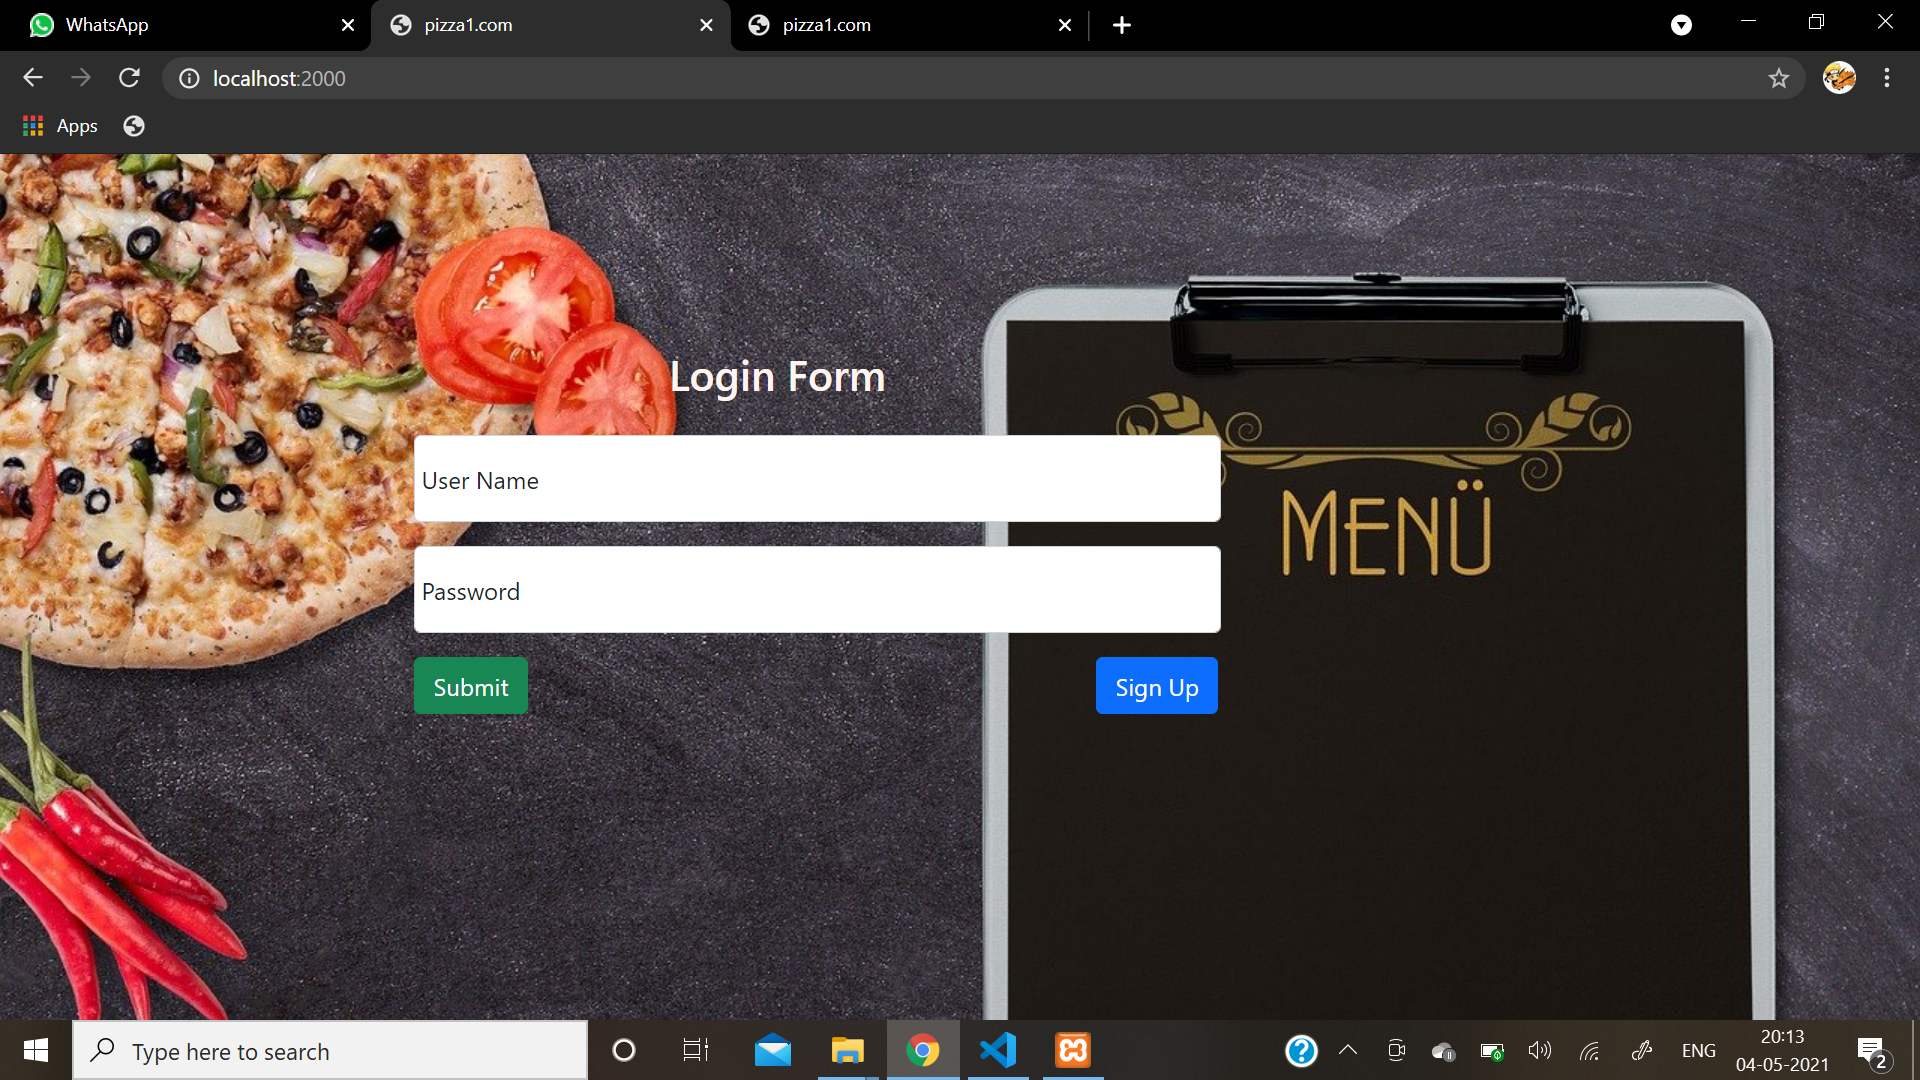 WhatsApp
pizza1.com
pizza1.com
localhost:2000
Apps
Login Form
User Name
Password
Submit
Sign Up
MENÜ
Type here to search
ENG
20:13
04-05-2021
2